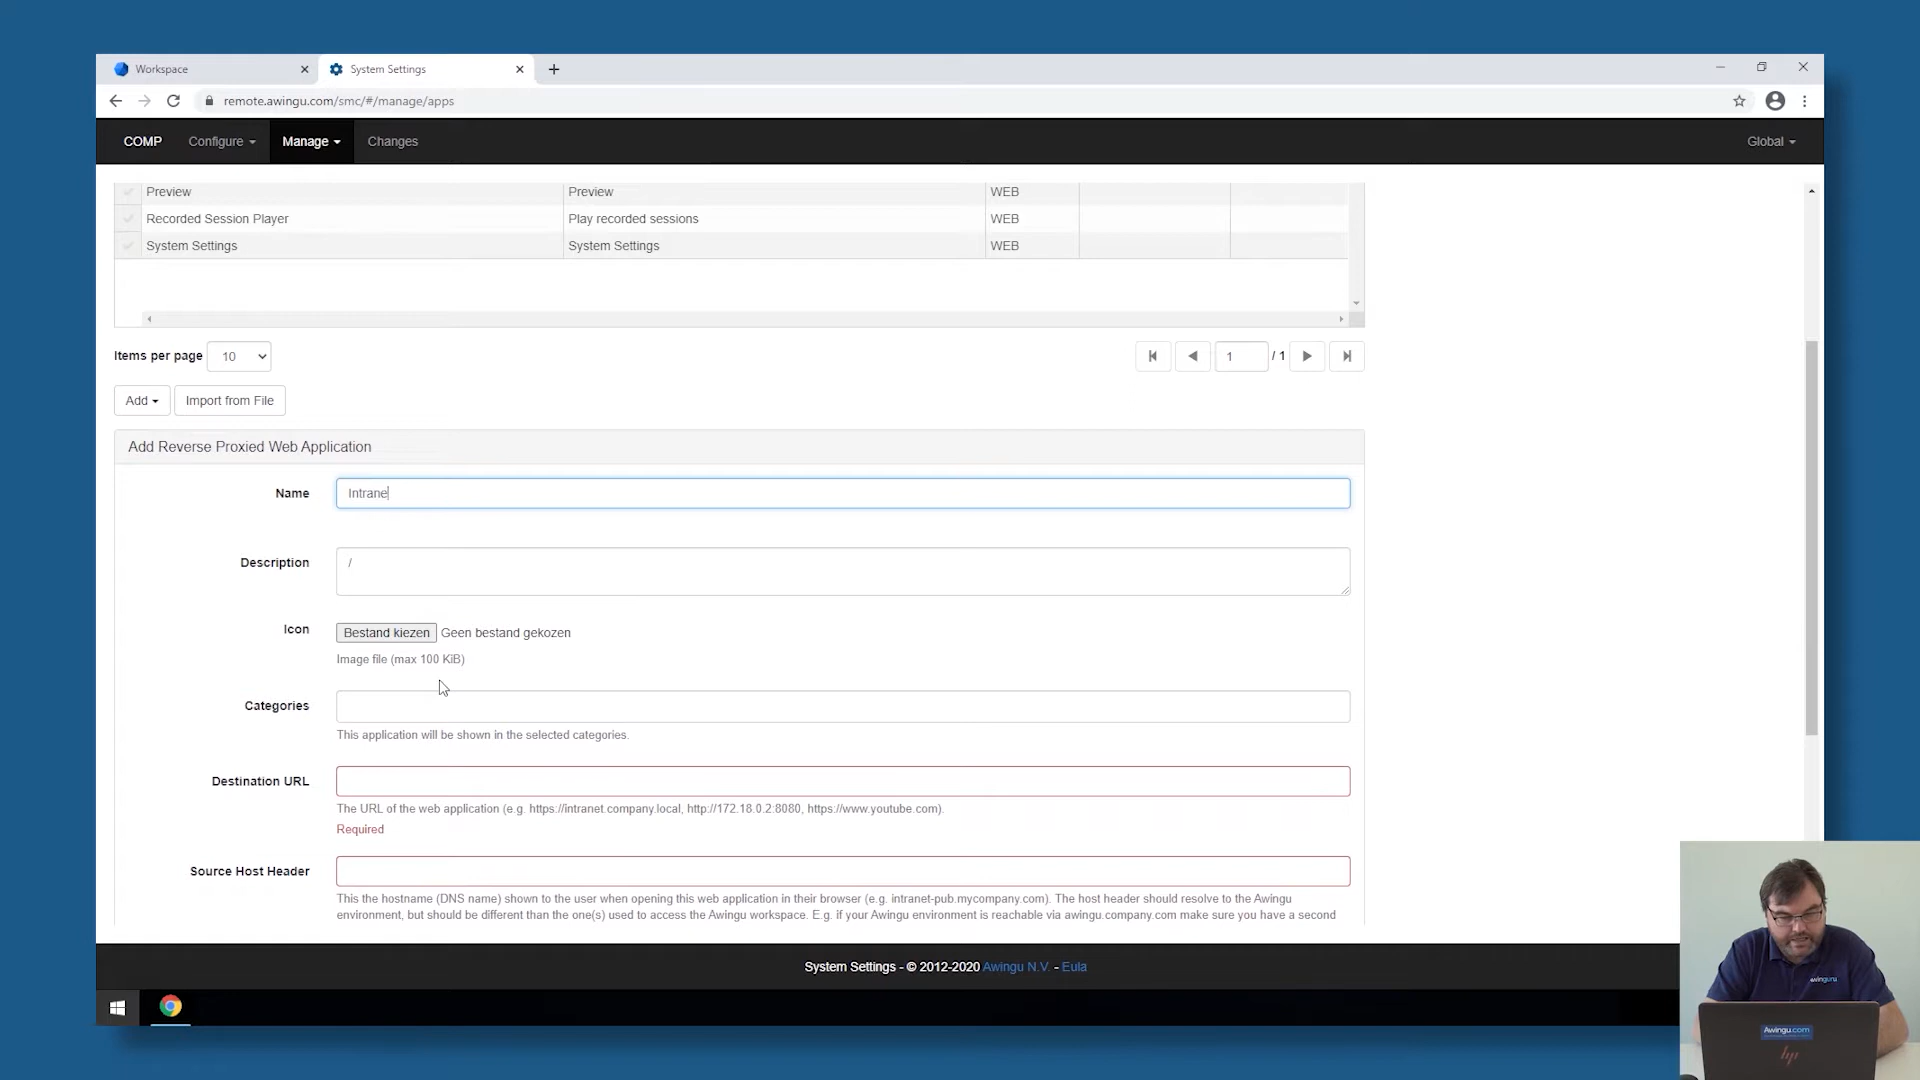 Workspace
System Settings
remote.awingu.com/smc/#/manage/apps
COMP Configure Manage Changes Global
Preview Preview WEB
Recorded Session Player Play recorded sessions WEB
System Settings System Settings WEB
Items per page 10 1 / 1
Add Import from File
Add Reverse Proxied Web Application
Name Intrane
Description /
Icon Bestand kiezen Geen bestand gekozen
Image file (max 100 KiB)
Categories
This application will be shown in the selected categories.
Destination URL
The URL of the web application (e.g. https://intranet.company.local, http://172.18.0.2:8080, https://www.youtube.com).
Required
Source Host Header
This the hostname (DNS name) shown to the user when opening this web application in their browser (e.g. intranet-pub.mycompany.com). The host header should resolve to the Awingu
environment, but should be different than the one(s) used to access the Awingu workspace. E.g. if your Awingu environment is reachable via awingu.company.com make sure you have a second
System Settings - © 2012-2020 Awingu N.V. - Eula
awinguru
Awingu.com
hp